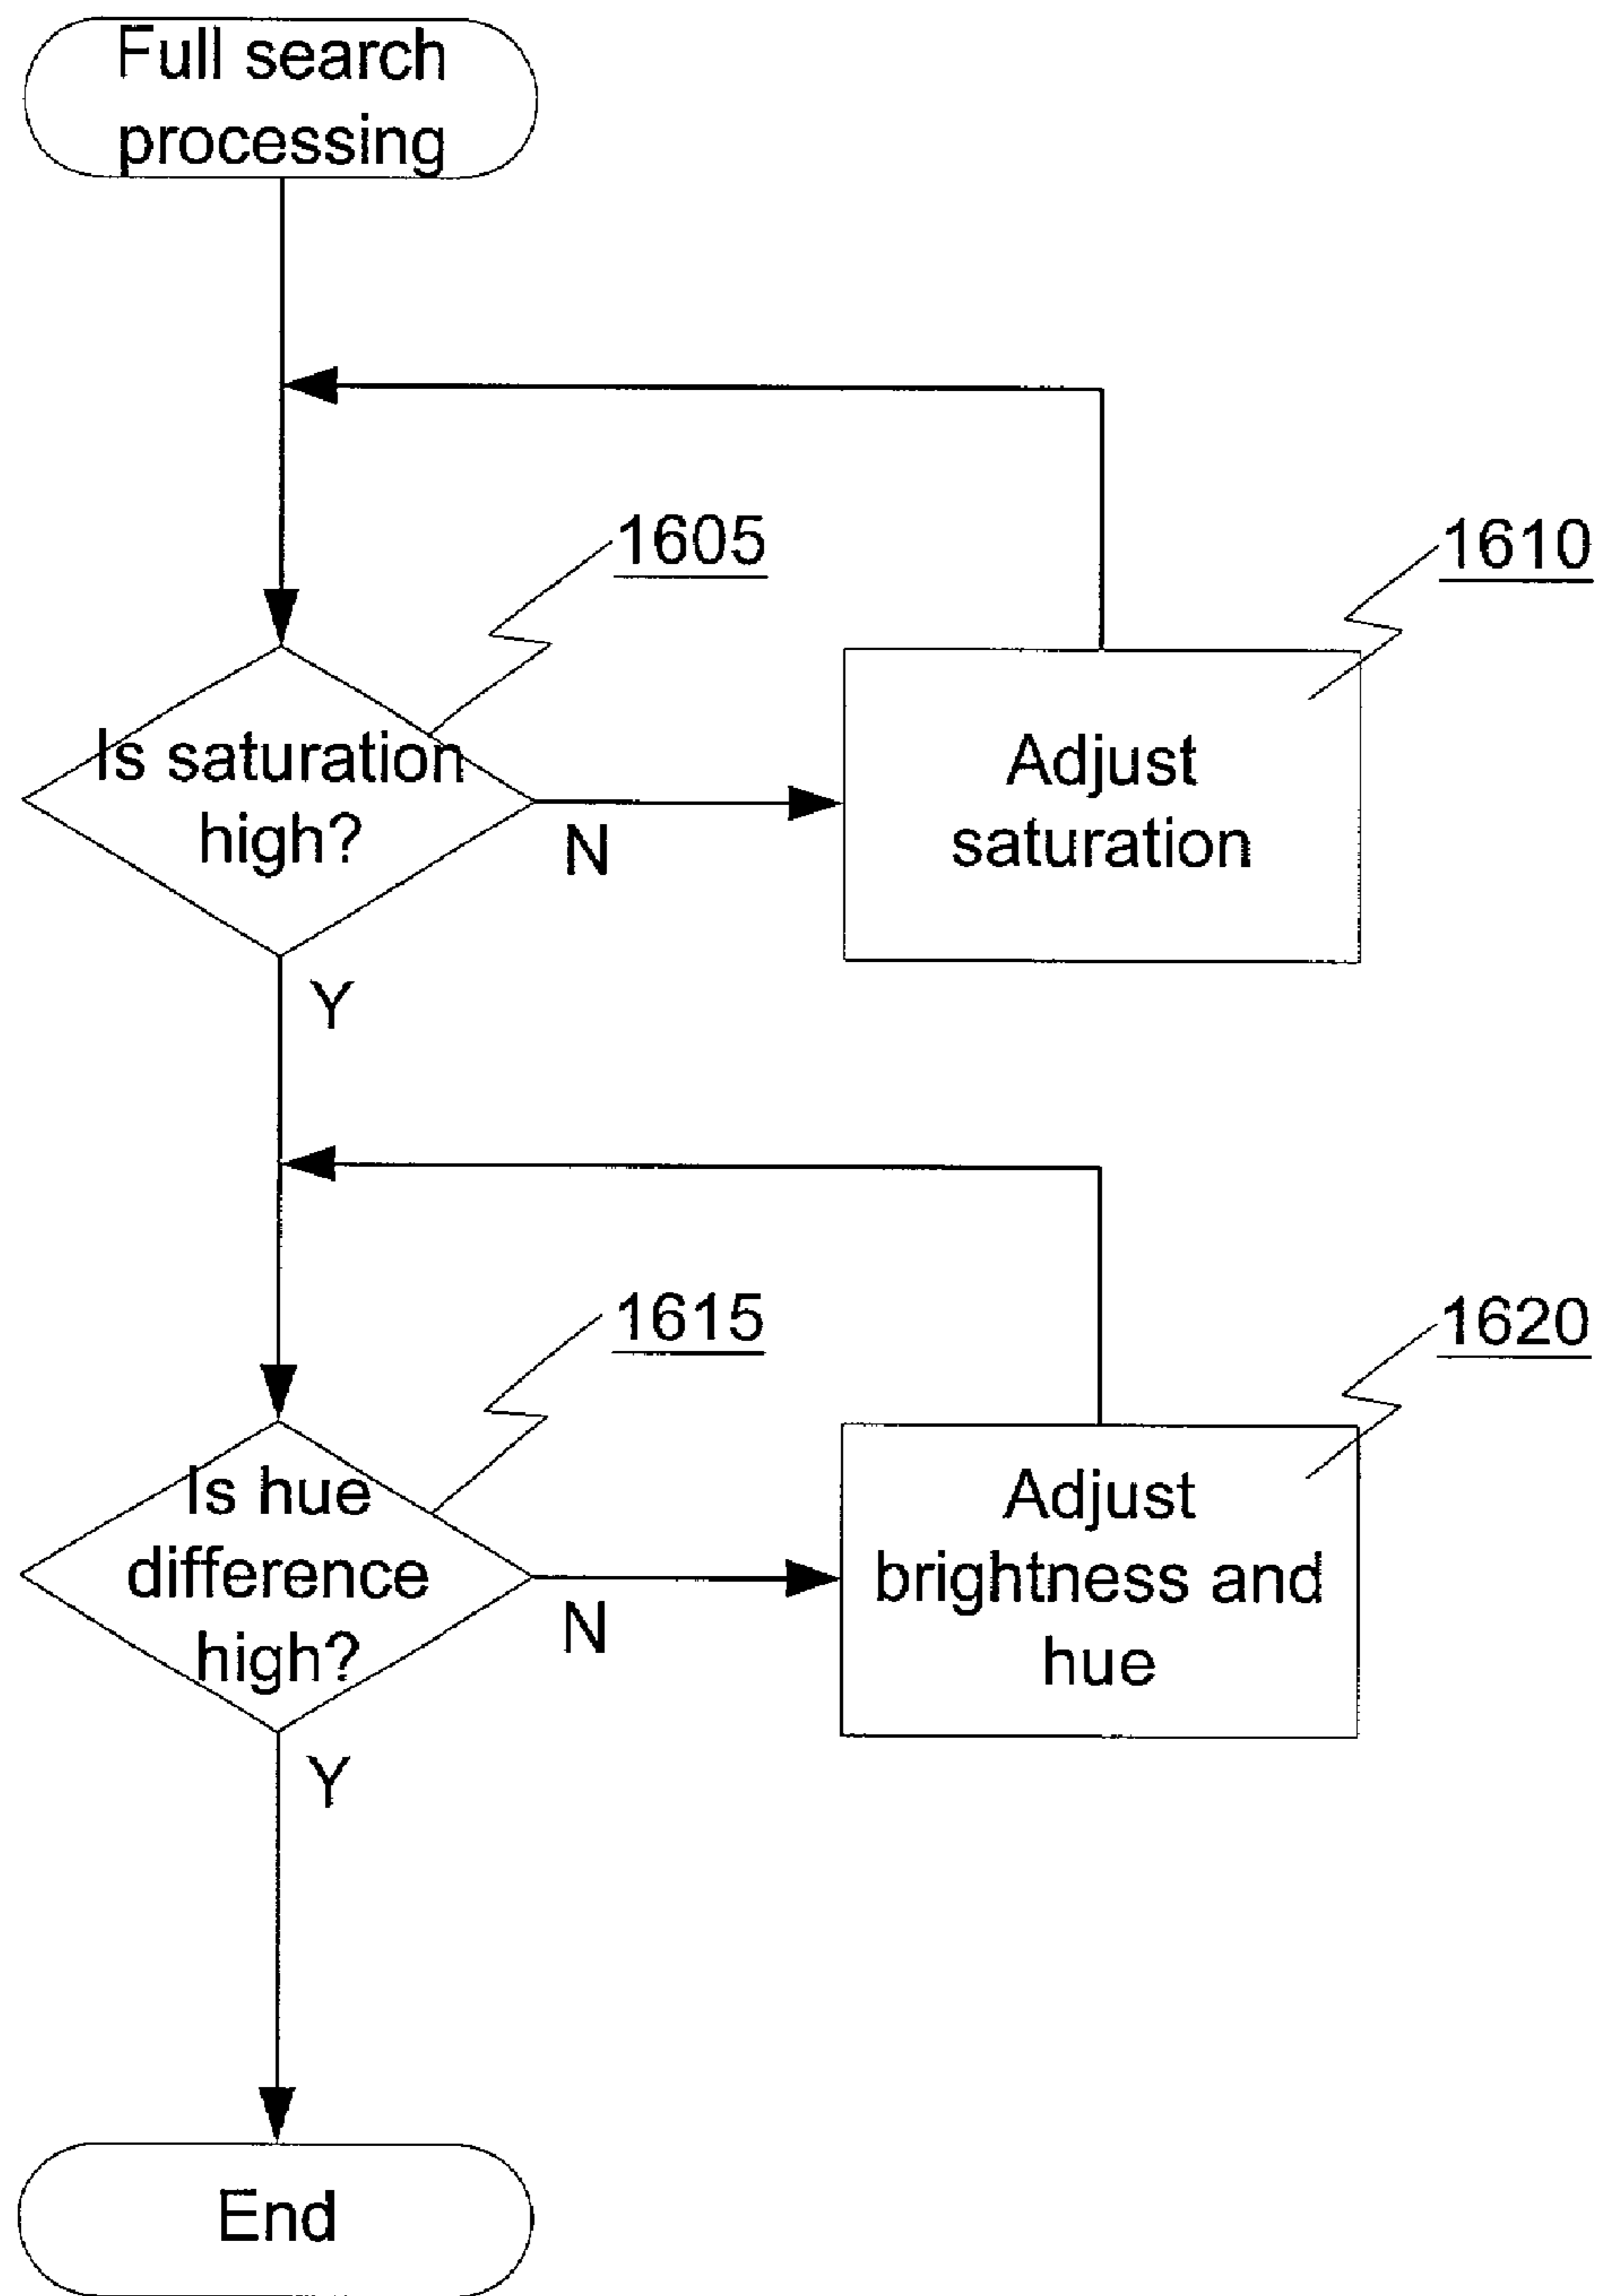 Full search
processing
1605
1610
Is saturation
high?
N
Adjust
saturation
Y
1615
1620
Is hue
difference
high?
N
Adjust
brightness and
hue
Y
End